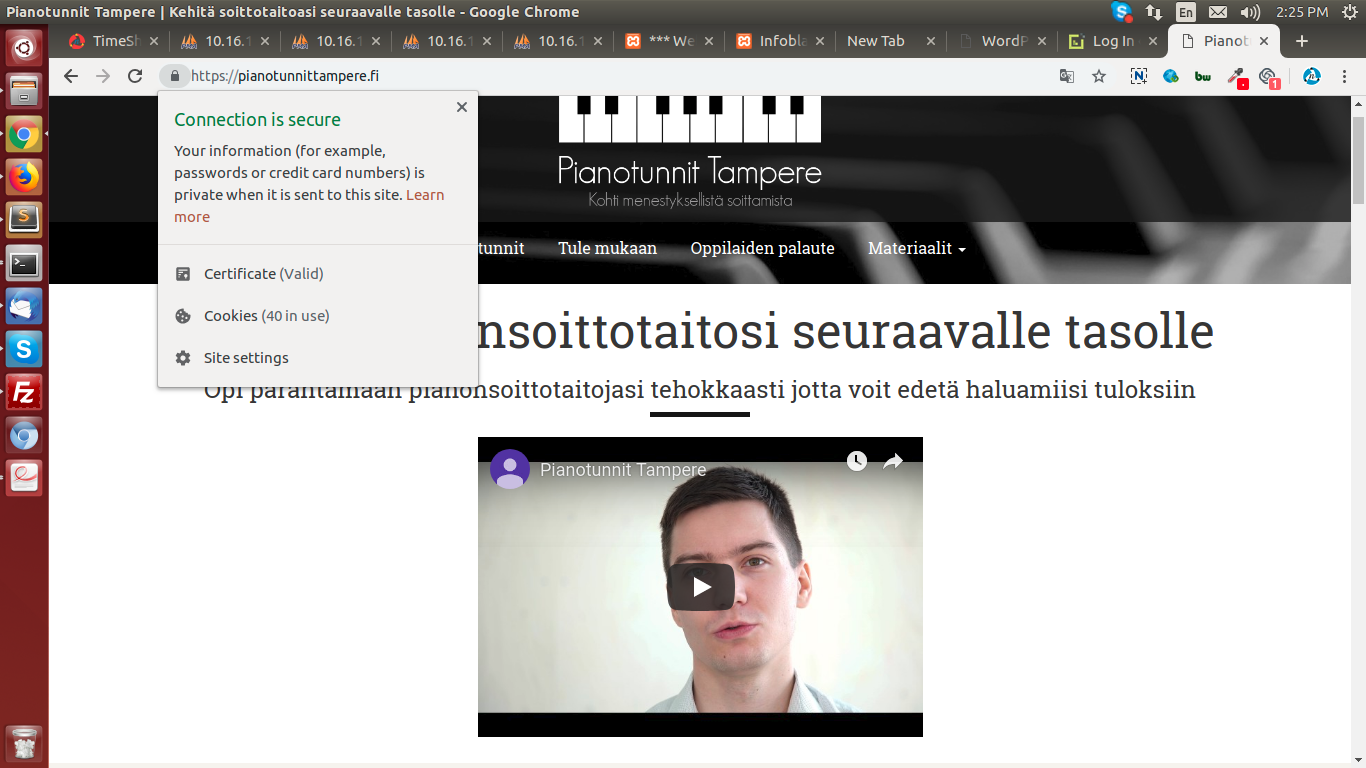 Pianotunnit Tampere | Kehitä soittotaitoasi seuraavalle tasolle - Google Chrome
En
2:25 PM
TimeSh
10.16.1
10.16.1
10.16.1
10.16.1
*** We
Infobla
New Tab
WordP
Log In
Pianot
https://pianotunnittampere.fi
bw
1
Connection is secure
Your information (for example,
passwords or credit card numbers) is
private when it is sent to this site. Learn
more
Certificate (Valid)
Cookies (40 in use)
Site settings
Pianotunnit Tampere
Kohti menestyksellistä soittamista
tunnit
Tule mukaan
Oppilaiden palaute
Materiaalit
nsoittotaitosi seuraavalle tasolle
Opi parantamaan pianonsoittotaitojasi tehokkaasti jotta voit edetä haluamiisi tuloksiin
Pianotunnit Tampere